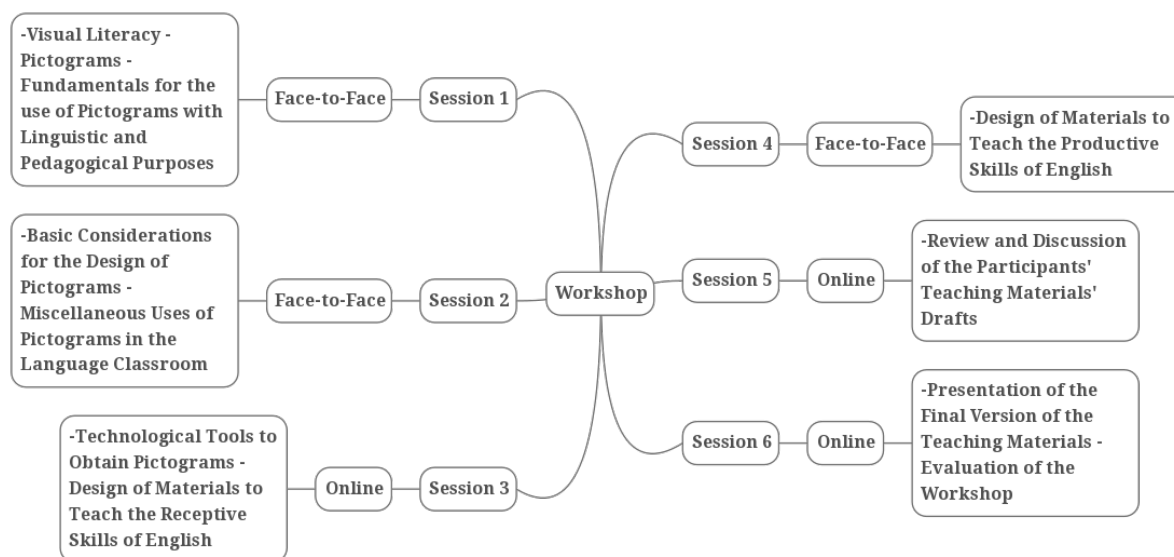 -Visual Literacy -
Pictograms -
Fundamentals for the
use of Pictograms with
Linguistic and
Pedagogical Purposes
Face-to-Face
Session 1
-Basic Considerations
for the Design of
Pictograms -
Miscellaneous Uses of
Pictograms in the
Language Classroom
Face-to-Face
Session 2
-Technological Tools to
Obtain Pictograms -
Design of Materials to
Teach the Receptive
Skills of English
Online
Session 3
Workshop
Session 4
Face-to-Face
-Design of Materials to
Teach the Productive
Skills of English
Session 5
Online
-Review and Discussion
of the Participants'
Teaching Materials'
Drafts
Session 6
Online
-Presentation of the
Final Version of the
Teaching Materials -
Evaluation of the
Workshop